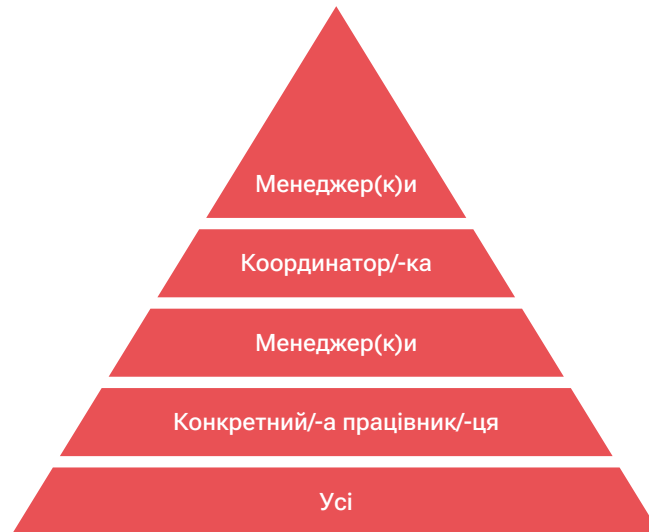 Менеджер(к)и
Координатор/-ка
Менеджер(к)и
Конкретний/-а працівник/-ця
Усі